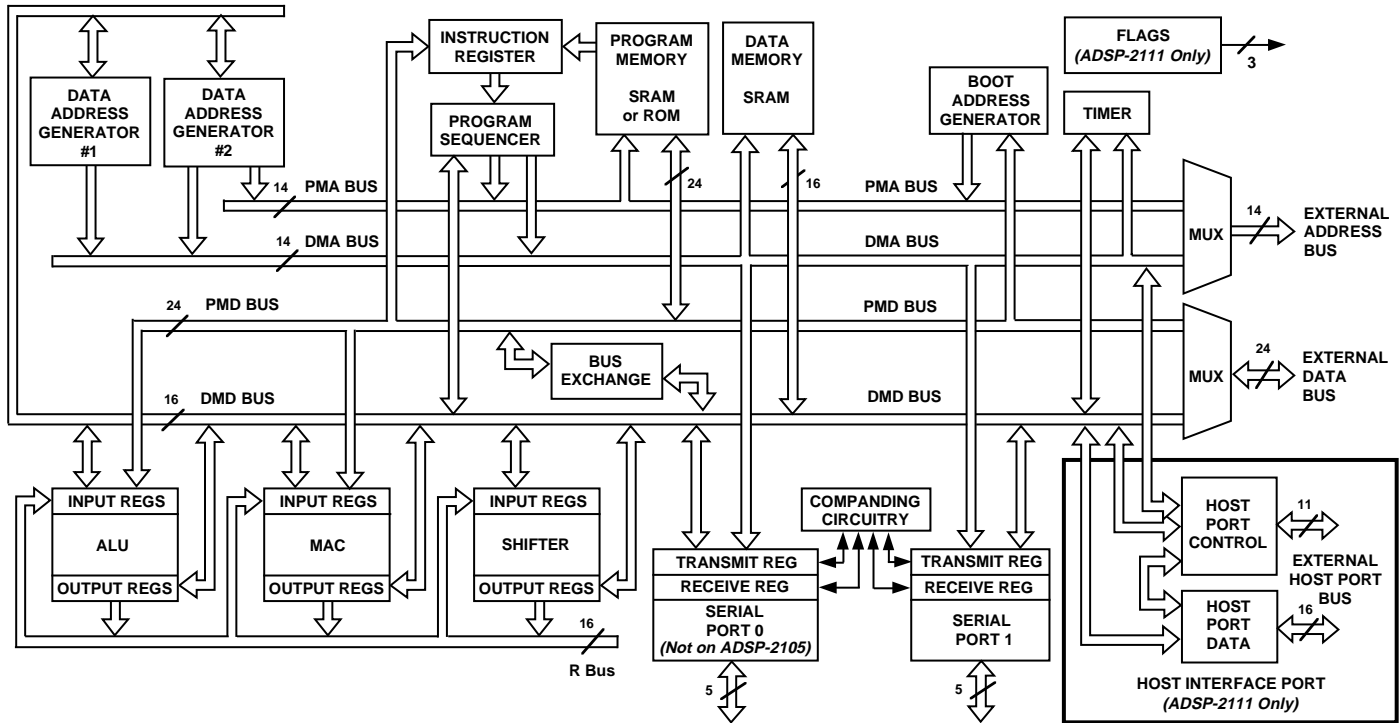 INSTRUCTION
REGISTER
PROGRAM
MEMORY
SRAM
or ROM
DATA
MEMORY
SRAM
FLAGS
(ADSP-2111 Only)
3
DATA
ADDRESS
GENERATOR
#1
DATA
ADDRESS
GENERATOR
#2
PROGRAM
SEQUENCER
BOOT
ADDRESS
GENERATOR
TIMER
14
PMA BUS
24
16
PMA BUS
14
DMA BUS
DMA BUS
MUX
14
EXTERNAL
ADDRESS
BUS
24
PMD BUS
PMD BUS
BUS
EXCHANGE
MUX
24
EXTERNAL
DATA
BUS
16
DMD BUS
DMD BUS
INPUT REGS
ALU
OUTPUT REGS
INPUT REGS
MAC
OUTPUT REGS
INPUT REGS
SHIFTER
OUTPUT REGS
16
R Bus
COMPANDING
CIRCUITRY
TRANSMIT REG
RECEIVE REG
SERIAL
PORT 0
(Not on ADSP-2105)
5
TRANSMIT REG
RECEIVE REG
SERIAL
PORT 1
5
HOST
PORT
CONTROL
11
EXTERNAL
HOST PORT
BUS
HOST
PORT
DATA
16
HOST INTERFACE PORT
(ADSP-2111 Only)